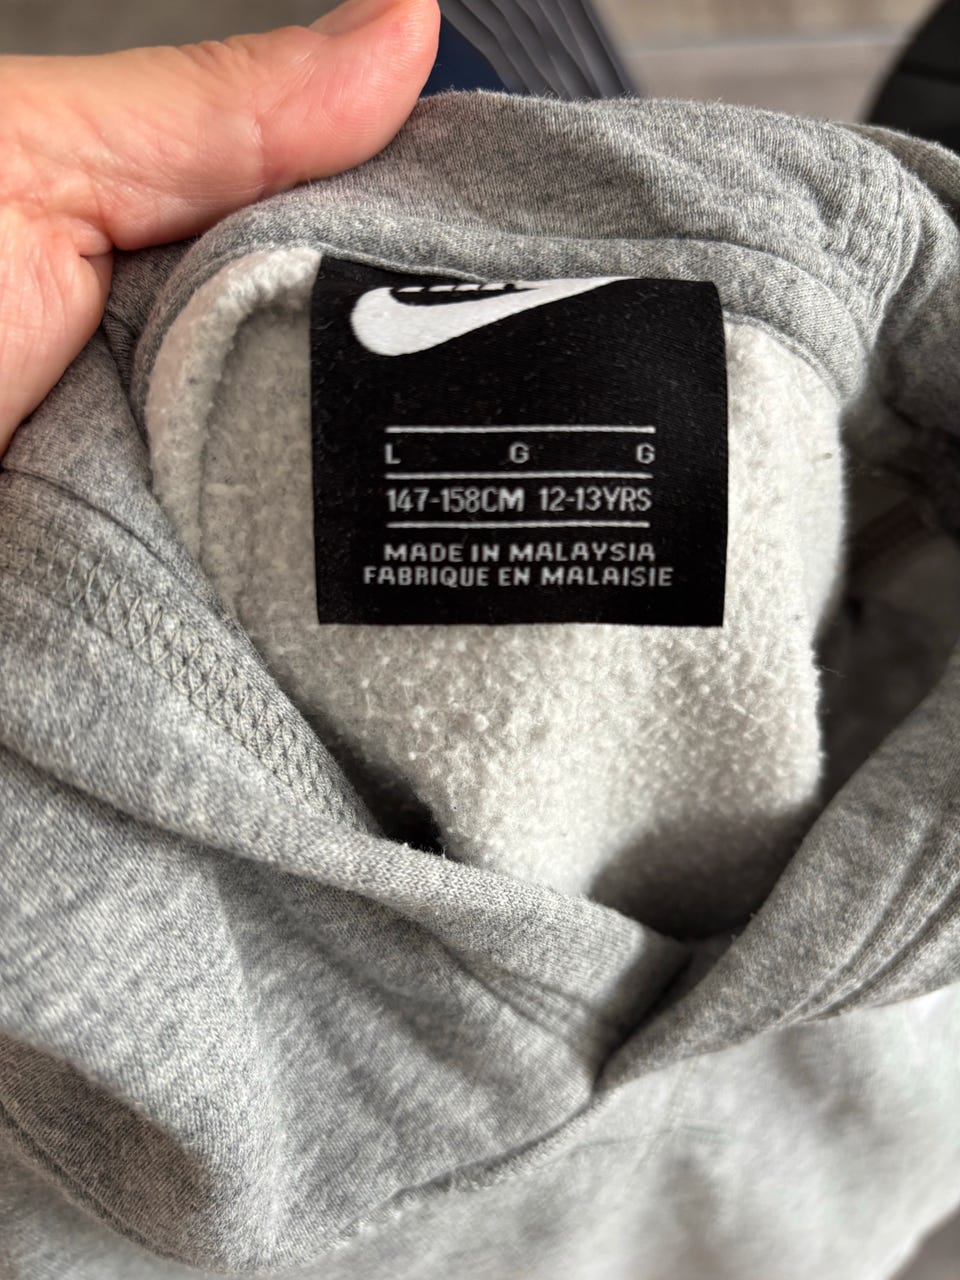 L G G
147-158CM 12-13YRS
MADE IN MALAYSIA
FABRIQUE EN MALAISIE